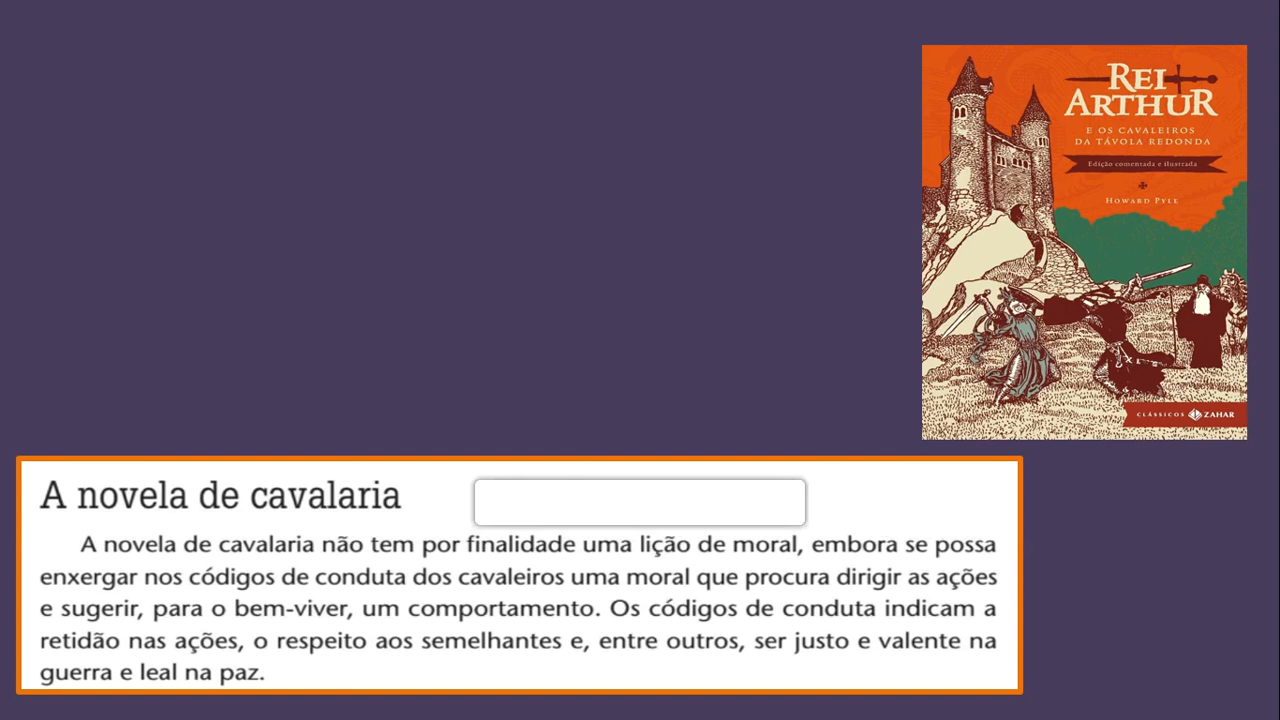 REI
ARTHUR
E OS CAVALEIROS
DA TÁVOLA REDONDA
Edição comentada e ilustrada
HOWARD PYLE
CLÁSSICOS ZAHAR
A novela de cavalaria
A novela de cavalaria não tem por finalidade uma lição de moral, embora se possa
enxergar nos códigos de conduta dos cavaleiros uma moral que procura dirigir as ações
e sugerir, para o bem-viver, um comportamento. Os códigos de conduta indicam a
retidão nas ações, o respeito aos semelhantes e, entre outros, ser justo e valente na
guerra e leal na paz.